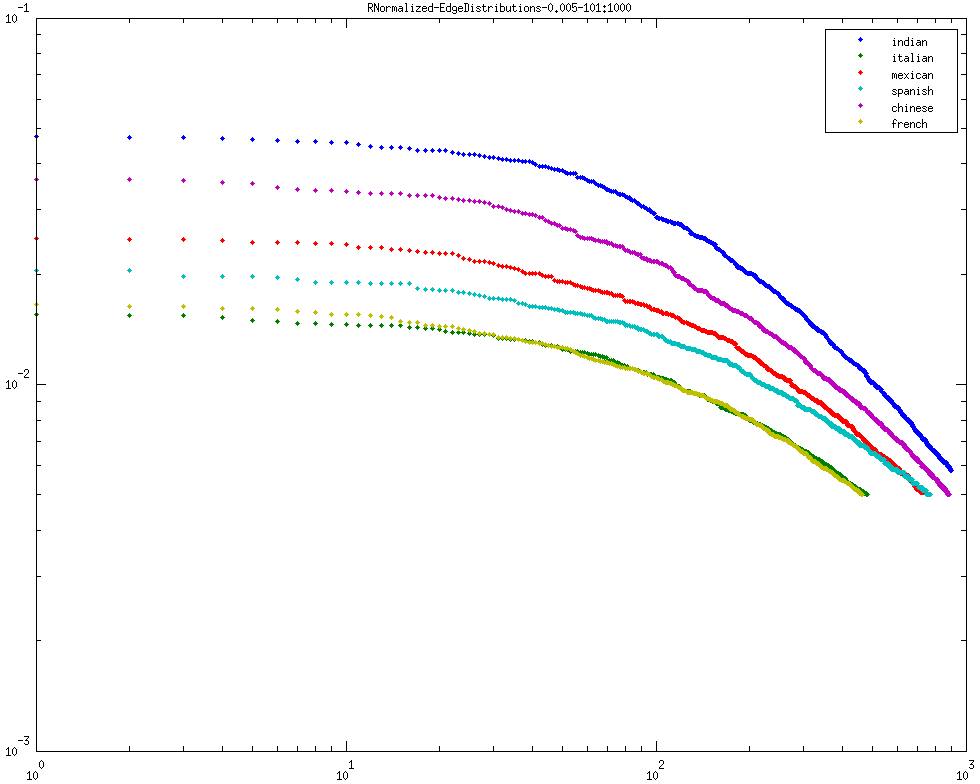 RNormalized-EdgeDistributions-0.005-101:1000
10^-1
indian
italian
mexican
spanish
chinese
french
10^-2
10^-3
10^0
10^1
10^2
10^3